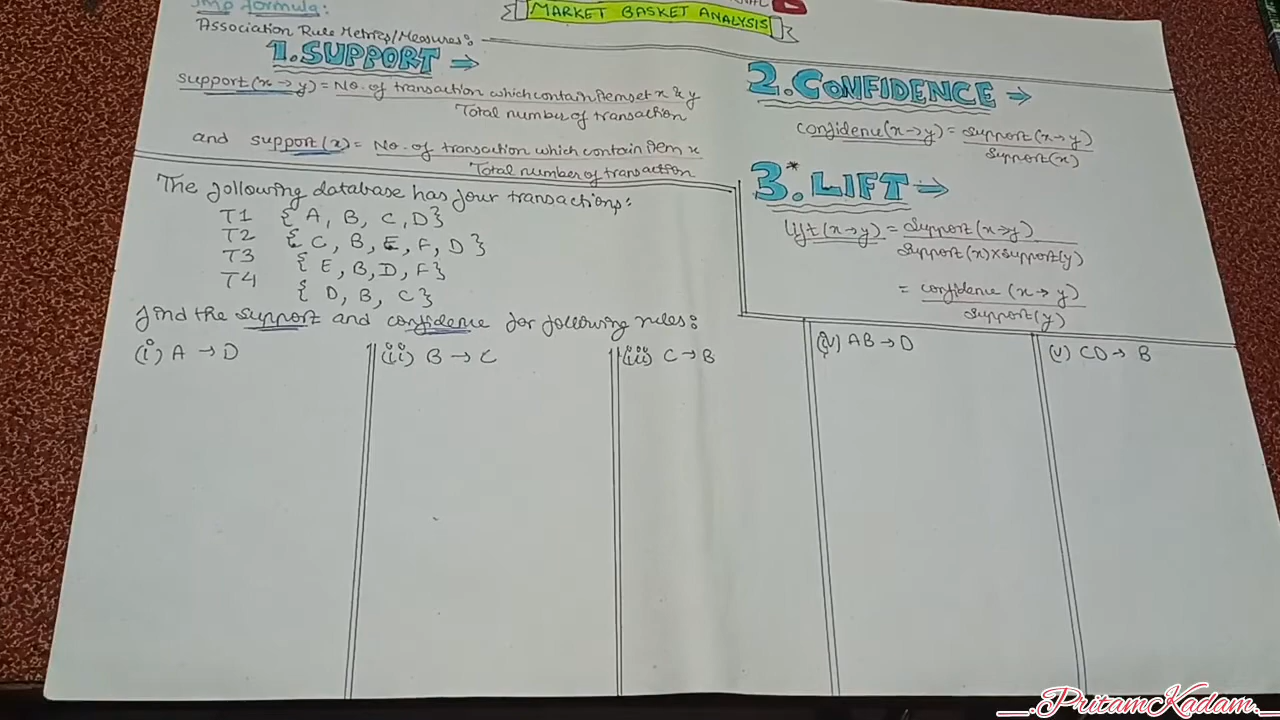 Imp formula:
MARKET BASKET ANALYSIS
Association Rule Metrics/Measures:
1. SUPPORT →
support(x→y) = No. of transaction which contain itemset x & y
Total number of transaction
and support(x) = No. of transaction which contain item x
Total number of transaction
2. CONFIDENCE →
confidence(x→y) = support(x→y)
support(x)
3.* LIFT →
Lift(x→y) = support(x→y)
support(x)×support(y)
= confidence (x→y)
support(y)
The following database has four transactions:
T1 { A, B, C, D }
T2 { C, B, E, F, D }
T3 { E, B, D, F }
T4 { D, B, C }
find the support and confidence for following rules:
(i) A → D
(ii) B → C
(iii) C → B
(iv) AB → D
(v) CD → B
_.PritamKadam._